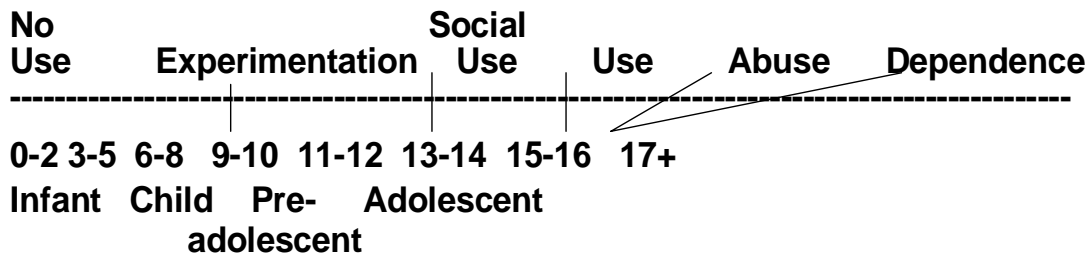 No Social
Use Experimentation Use Use Abuse Dependence
0-2 3-5 6-8 9-10 11-12 13-14 15-16 17+
Infant Child Pre- Adolescent
adolescent